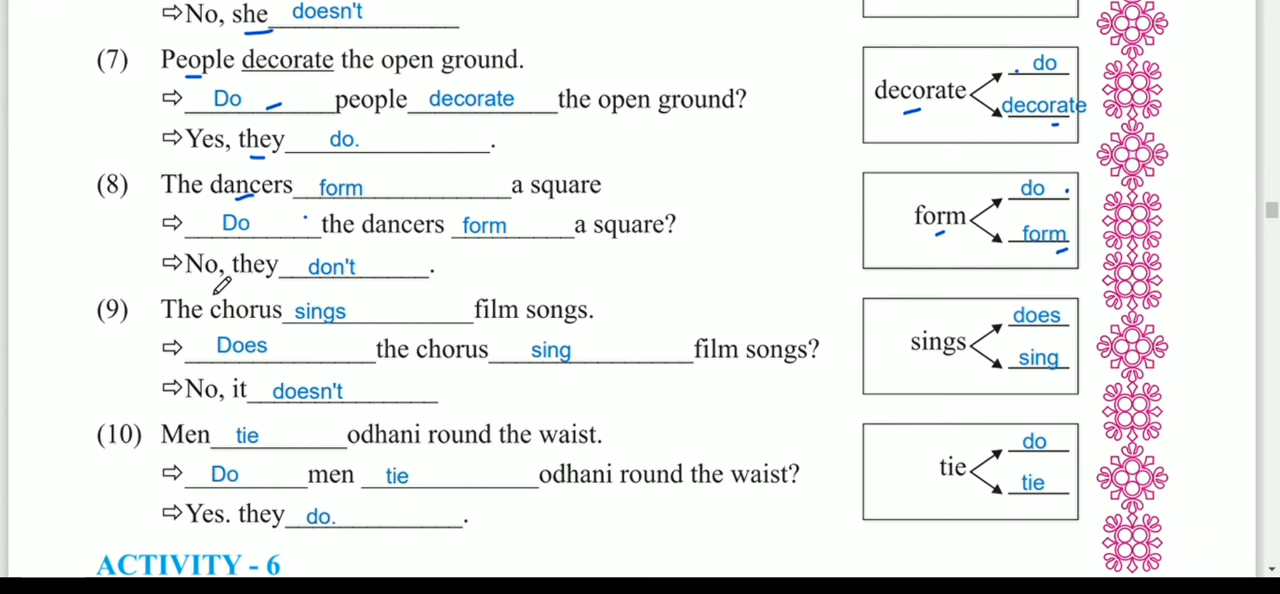 ⇨No, she doesn't
(7) People decorate the open ground. do
decorate
⇨ Do people decorate the open ground? decorate
⇨Yes, they do. .
(8) The dancers form a square do
form
⇨ Do the dancers form a square? form
⇨No, they don't .
(9) The chorus sings film songs. does
sings
⇨ Does the chorus sing film songs? sing
⇨No, it doesn't
(10) Men tie odhani round the waist. do
tie
⇨ Do men tie odhani round the waist? tie
⇨Yes. they do. .
ACTIVITY - 6